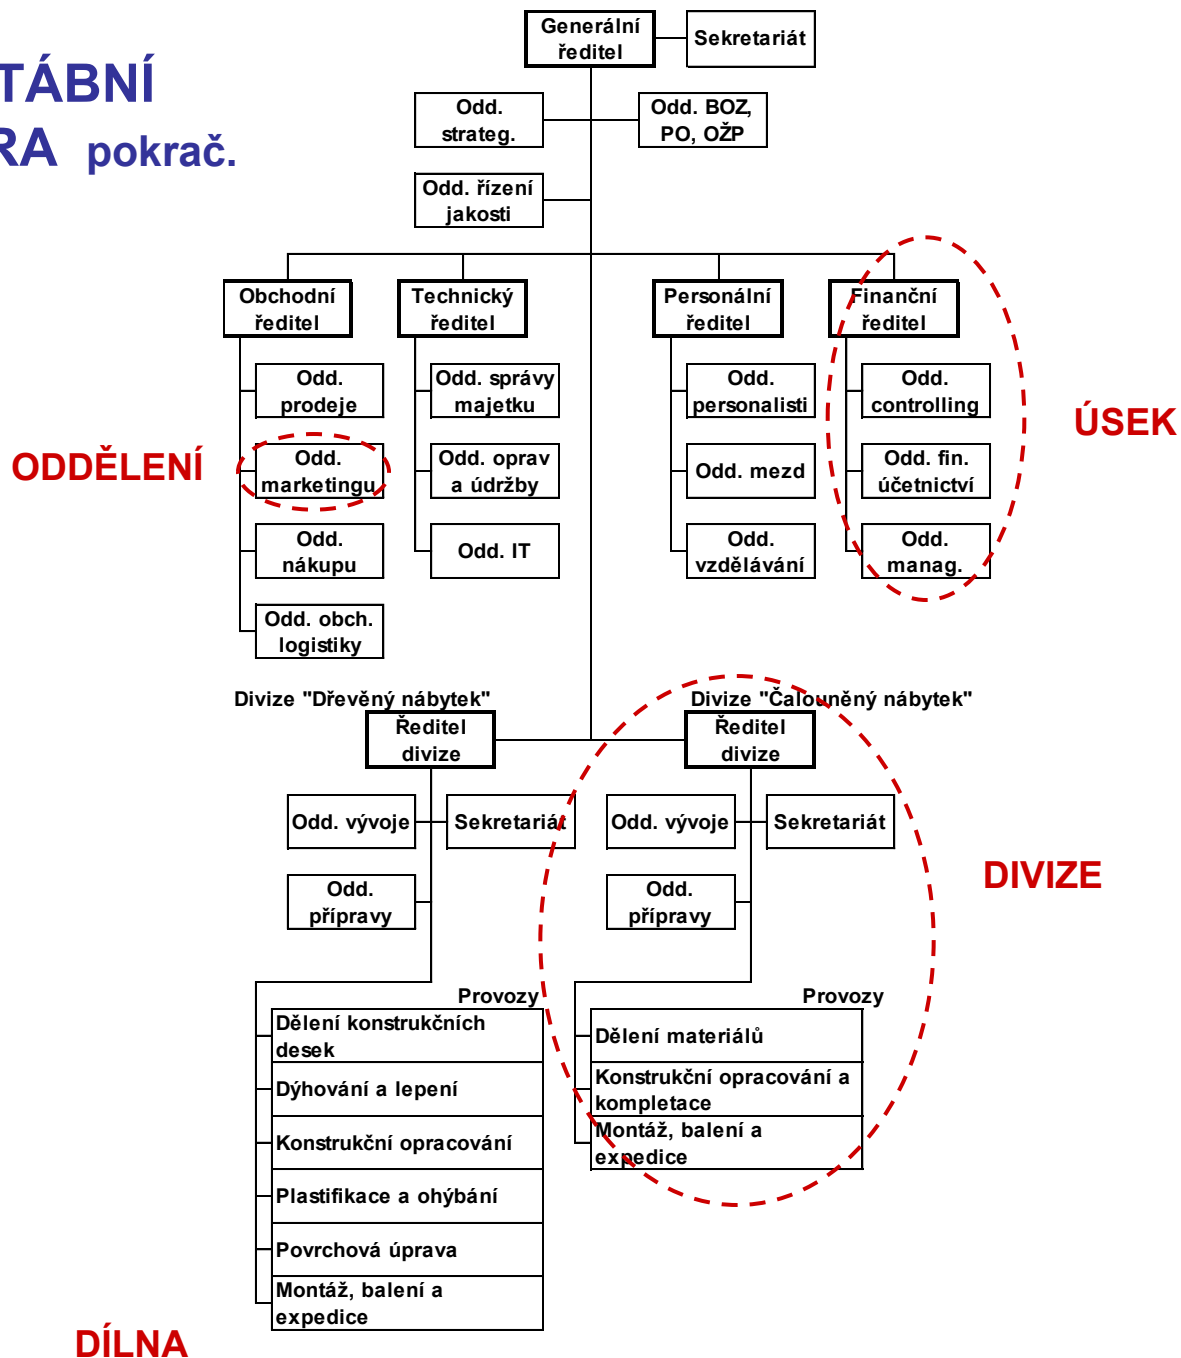 Generální
ředitel
Sekretariát
TÁBNÍ
RA pokrač.
Odd.
strateg.
Odd. BOZ,
PO, OŽP
Odd. řízení
jakosti
Obchodní
ředitel
Technický
ředitel
Personální
ředitel
Finanční
ředitel
Odd.
prodeje
Odd. správy
majetku
Odd.
personalisti
Odd.
controlling
ÚSEK
ODDĚLENÍ
Odd.
marketingu
Odd. oprav
a údržby
Odd. mezd
Odd. fin.
účetnictví
Odd.
nákupu
Odd. IT
Odd.
vzdělávání
Odd.
manag.
Odd. obch.
logistiky
Divize "Dřevěný nábytek"
Divize "Čalouněný nábytek"
Ředitel
divize
Ředitel
divize
Odd. vývoje
Sekretariát
Odd. vývoje
Sekretariát
DIVIZE
Odd.
přípravy
Odd.
přípravy
Provozy
Provozy
Dělení konstrukčních
desek
Dýhování a lepení
Konstrukční opracování
Plastifikace a ohýbání
Povrchová úprava
Montáž, balení a
expedice
Dělení materiálů
Konstrukční opracování a
kompletace
Montáž, balení a
expedice
DÍLNA